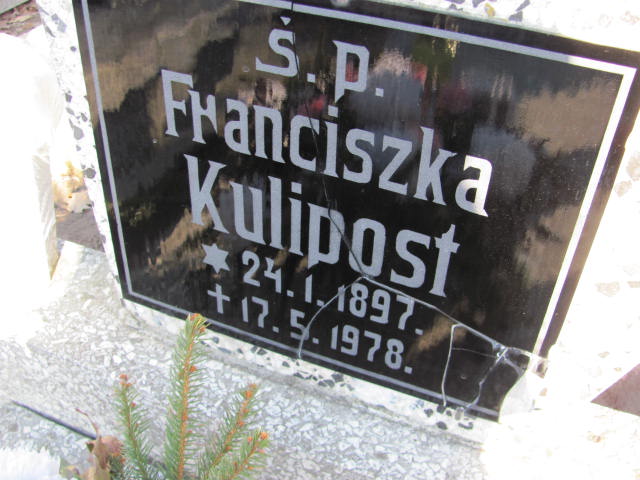 Ś.p.
Franciszka
Kulipost
* 24.1.1897.
+ 17.5.1978.